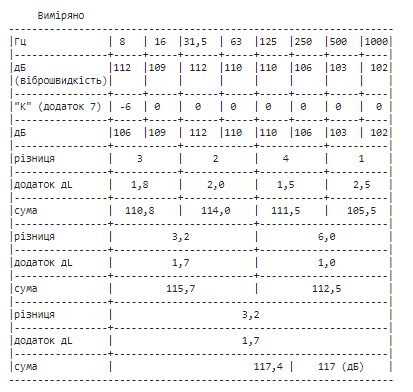 Виміряно
Гц 8 16 31,5 63 125 250 500 1000
дБ 112 109 112 110 110 106 103 102
(віброшвидкість)
"К" (додаток 7) -6 0 0 0 0 0 0 0
дБ 106 109 112 110 110 106 103 102
різниця 3 2 4 1
додаток дL 1,8 2,0 1,5 2,5
сума 110,8 114,0 111,5 105,5
різниця 3,2 6,0
додаток дL 1,7 1,0
сума 115,7 112,5
різниця 3,2
додаток дL 1,7
сума 117,4 117 (дБ)